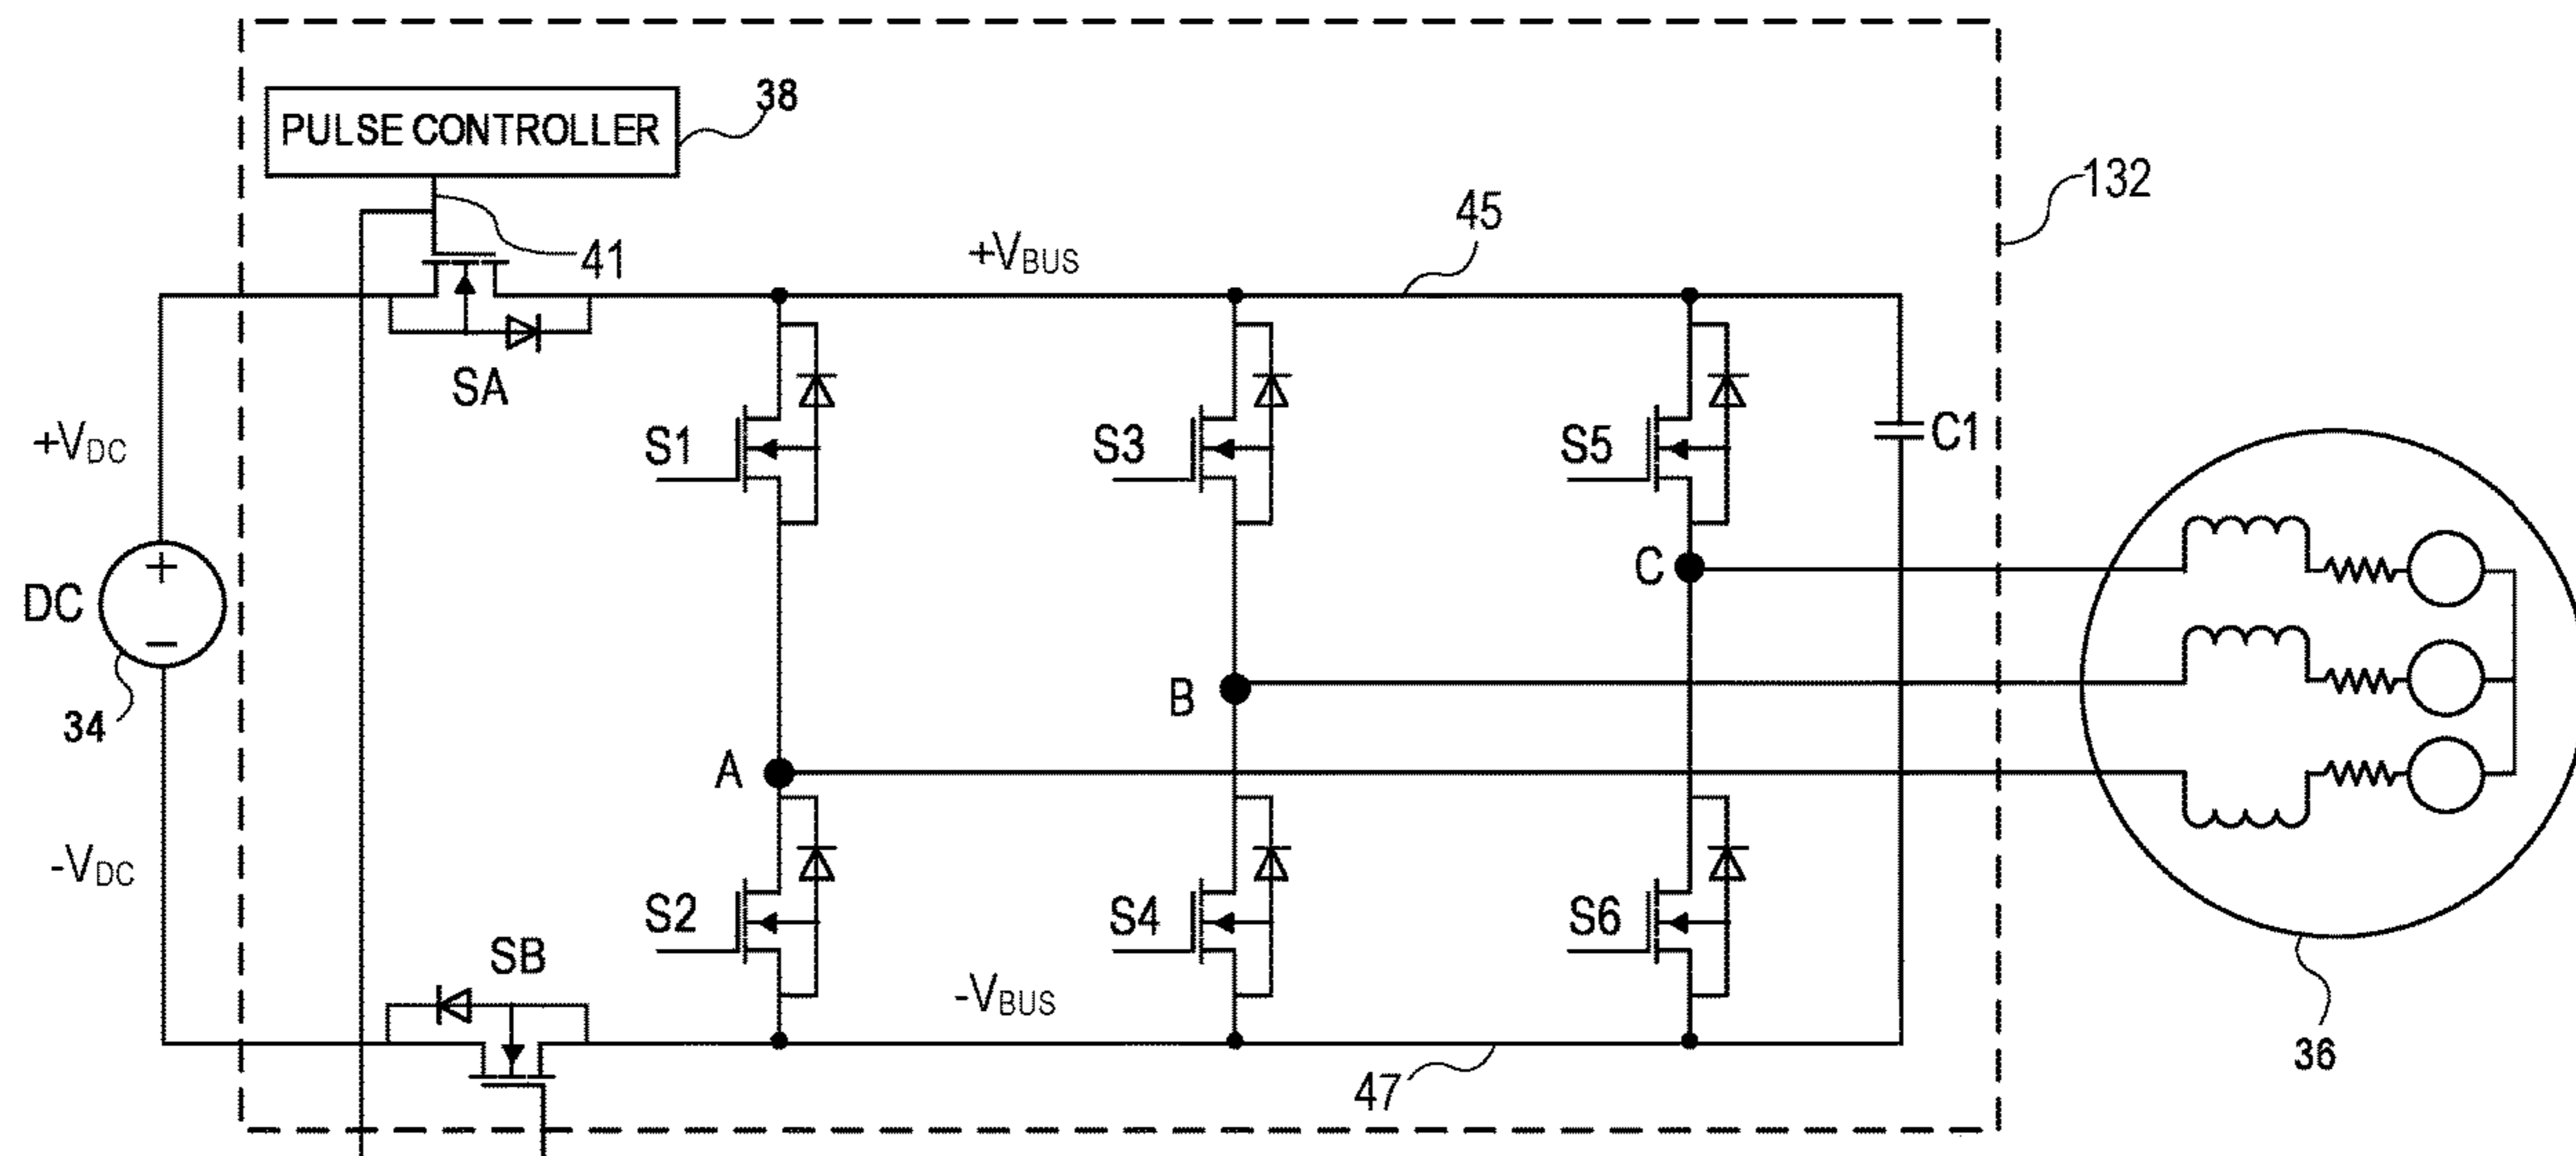 38
PULSE CONTROLLER
132
45
41
+VBUS
SA
+VDC
S1
S3
S5
C1
C
DC
+
−
B
34
A
-VDC
S2
S4
S6
SB
-VBUS
36
47